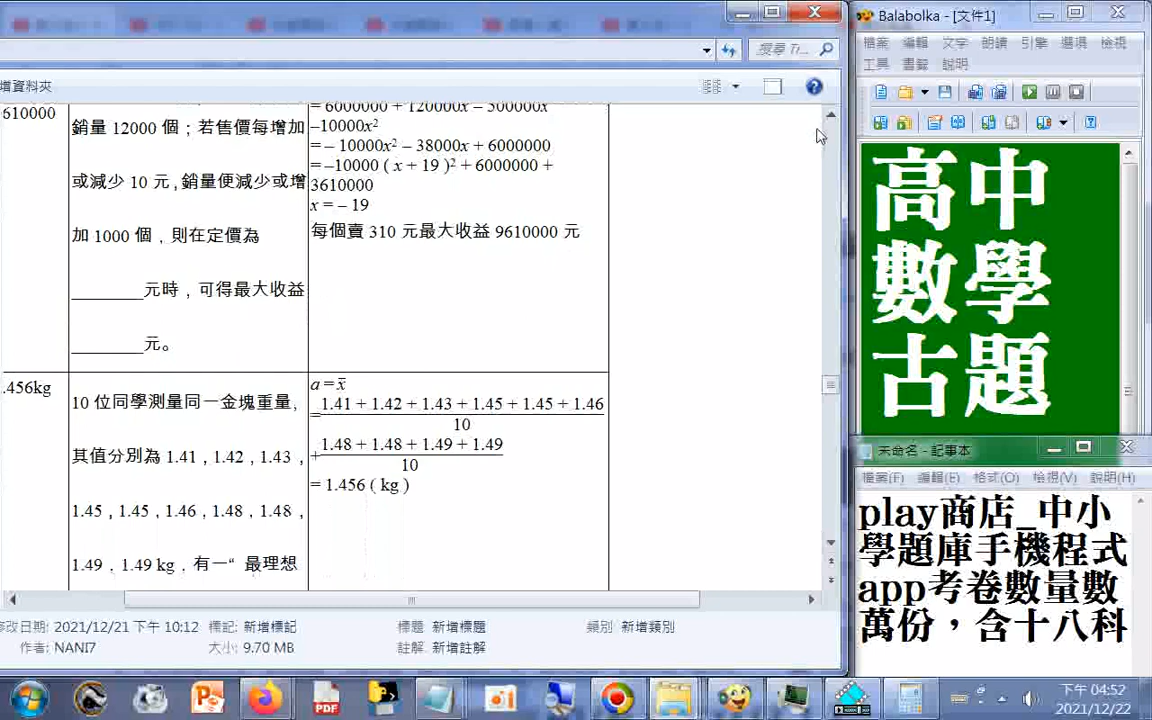 Balabolka - [文件1]
搜尋 Tr...
檔案 編輯 文字 朗讀 引擎 選項 檢視
工具 書籤 說明
增資料夾
610000
銷量 12000 個；若售價每增加
或減少 10 元，銷量便減少或增
加 1000 個，則在定價為
________元時，可得最大收益
________元。
= 6000000 + 120000x – 500000x
–10000x²
= – 10000x² – 38000x + 6000000
= –10000 ( x + 19 )² + 6000000 +
3610000
x = – 19
每個賣 310 元最大收益 9610000 元
.456kg
10 位同學測量同一金塊重量,
其值分別為 1.41 , 1.42 , 1.43 ,
1.45 , 1.45 , 1.46 , 1.48 , 1.48 ,
1.49 , 1.49 kg , 有一“ 最理想
a = x̄
= 1.41 + 1.42 + 1.43 + 1.45 + 1.45 + 1.46
10
+ 1.48 + 1.48 + 1.49 + 1.49
10
= 1.456 ( kg )
高中
數學
古題
未命名 - 記事本
檔案(F) 編輯(E) 格式(O) 檢視(V) 說明(H)
play商店_中小
學題庫手機程式
app考卷數量數
萬份，含十八科
修改日期: 2021/12/21 下午 10:12 標記: 新增標記 標題 新增標題 類別 新增類別
作者: NANI7 大小: 9.70 MB 註解 新增註解
PDF
下午 04:52
2021/12/22